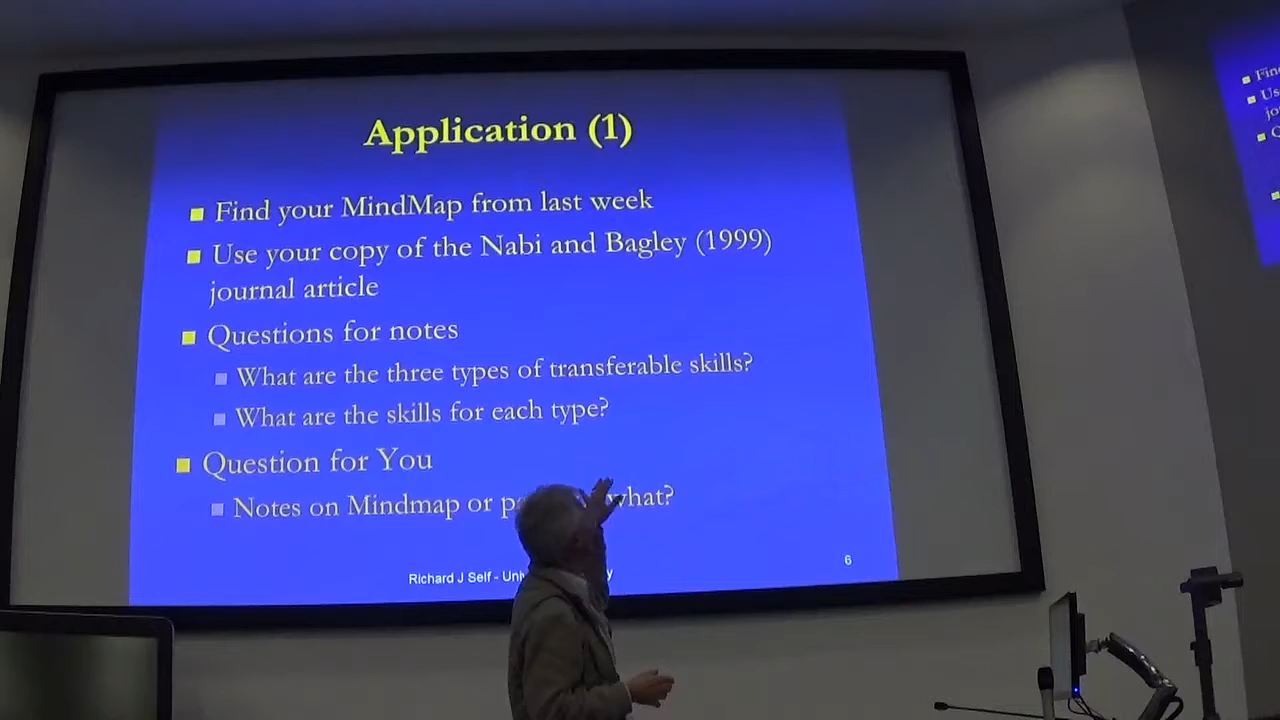 Application (1)
Find your MindMap from last week
Use your copy of the Nabi and Bagley (1999)
journal article
Questions for notes
What are the three types of transferable skills?
What are the skills for each type?
Question for You
Notes on Mindmap or what?
Richard J Self -
6
Us